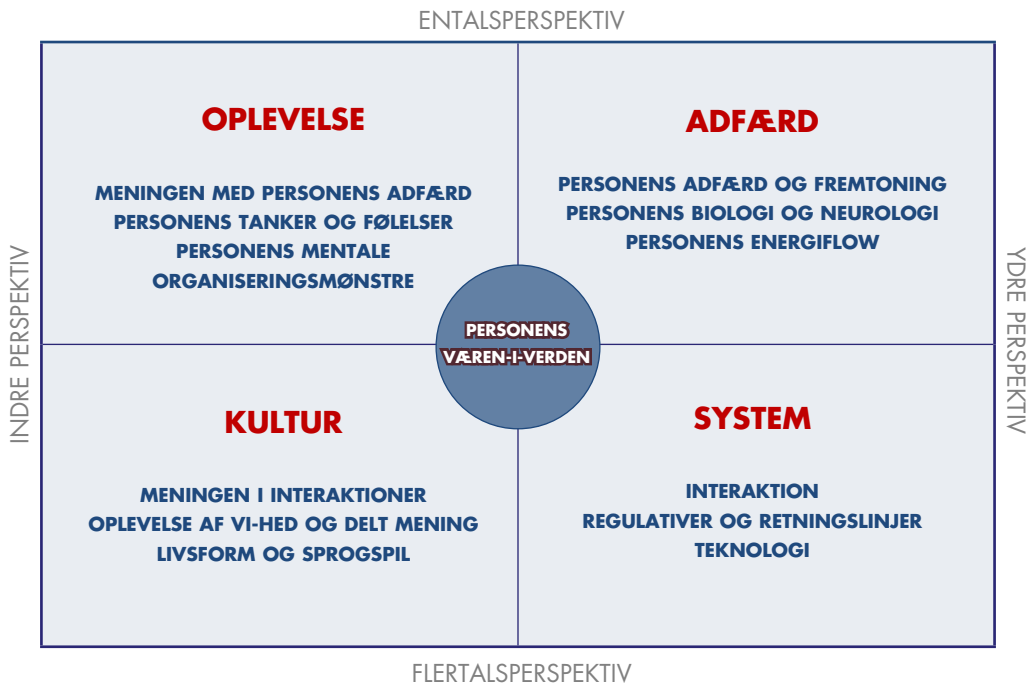 ENTALSPERSPEKTIV
INDRE PERSPEKTIV
OPLEVELSE
MENINGEN MED PERSONENS ADFÆRD
PERSONENS TANKER OG FØLELSER
PERSONENS MENTALE
ORGANISERINGSMØNSTRE
ADFÆRD
PERSONENS ADFÆRD OG FREMTONING
PERSONENS BIOLOGI OG NEUROLOGI
PERSONENS ENERGIFLOW
YDRE PERSPEKTIV
PERSONENS
VÆREN-I-VERDEN
KULTUR
MENINGEN I INTERAKTIONER
OPLEVELSE AF VI-HED OG DELT MENING
LIVSFORM OG SPROGSPIL
SYSTEM
INTERAKTION
REGULATIVER OG RETNINGSLINJER
TEKNOLOGI
FLERTALSPERSPEKTIV